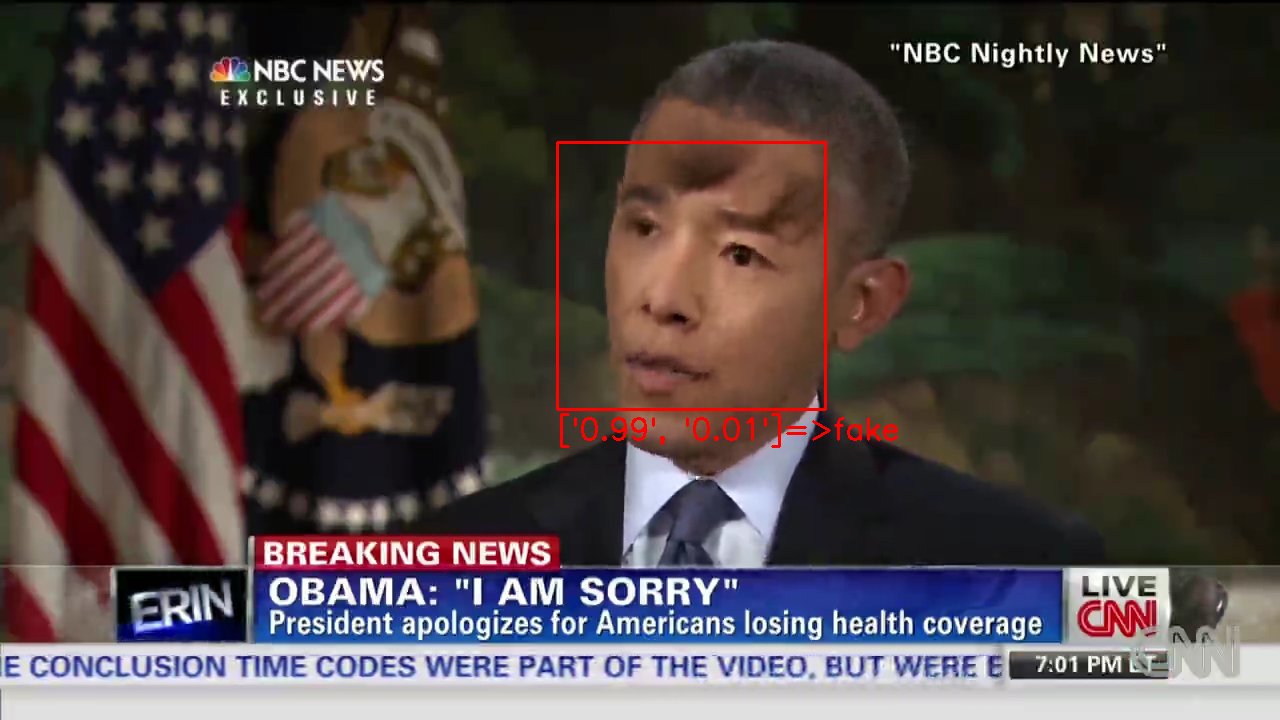 "NBC Nightly News"
NBC NEWS
EXCLUSIVE
['0.99', '0.01']=>fake
BREAKING NEWS
ERIN
OBAMA: "I AM SORRY"
President apologizes for Americans losing health coverage
LIVE
CNN
E CONCLUSION TIME CODES WERE PART OF THE VIDEO, BUT WERE E
7:01 PM ET
CNN